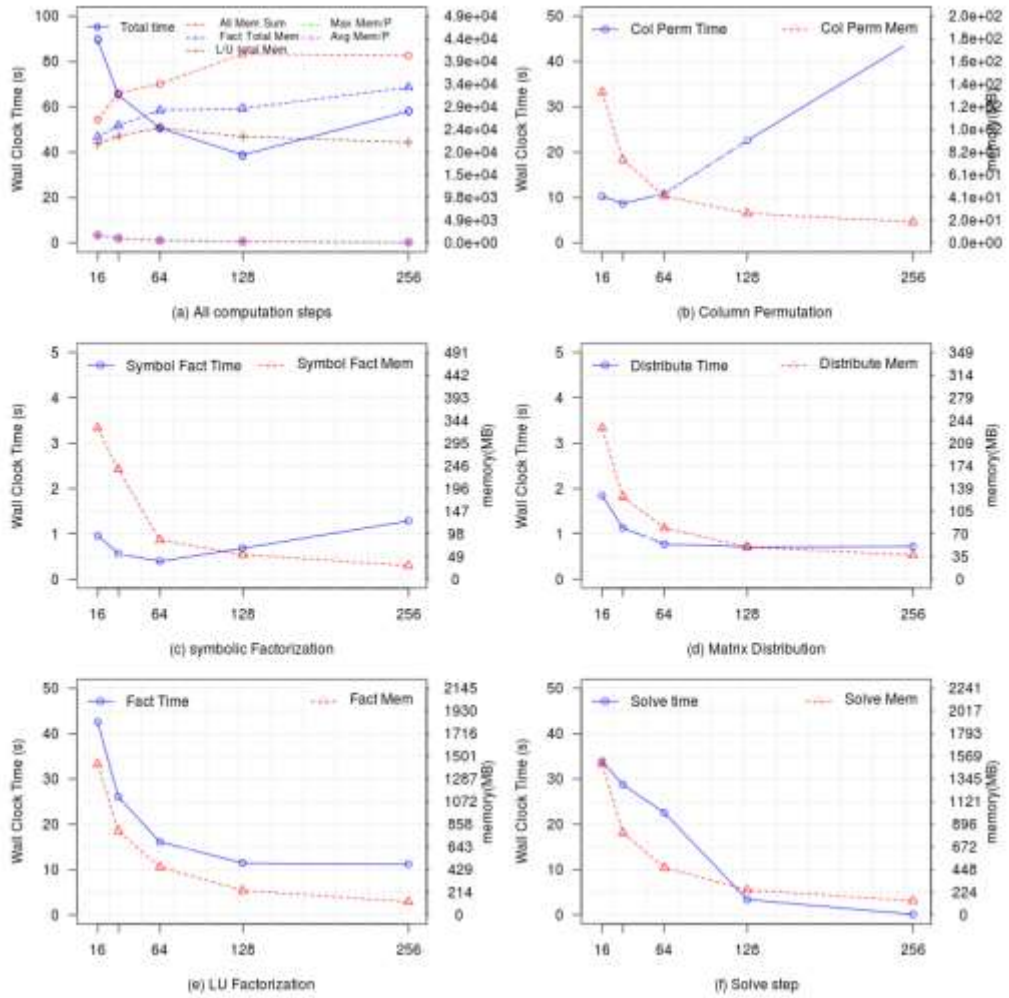 Total time
All Mem Sum
Fact Total Mem
L/U total Mem
Max Mem/P
Avg Mem/P
Wall Clock Time (s)
100
80
60
40
20
0
4.9e+04
4.4e+04
3.9e+04
3.4e+04
2.9e+04
2.4e+04
2.0e+04
1.5e+04
9.8e+03
4.9e+03
0.0e+00
16 64 128 256
(a) All computation steps
Col Perm Time Col Perm Mem
Wall Clock Time (s)
50
40
30
20
10
0
2.0e+02
1.8e+02
1.6e+02
1.4e+02
1.2e+02
1.0e+02
8.2e+01
6.1e+01
4.1e+01
2.0e+01
0.0e+00
memory(MB)
16 64 128 256
(b) Column Permutation
Symbol Fact Time Symbol Fact Mem
Wall Clock Time (s)
5
4
3
2
1
0
491
442
393
344
295
246
196
147
98
49
0
memory(MB)
16 64 128 256
(c) symbolic Factorization
Distribute Time Distribute Mem
Wall Clock Time (s)
5
4
3
2
1
0
349
314
279
244
209
174
139
105
70
35
0
memory(MB)
16 64 128 256
(d) Matrix Distribution
Fact Time Fact Mem
Wall Clock Time (s)
50
40
30
20
10
0
2145
1930
1716
1501
1287
1072
858
643
429
214
0
memory(MB)
16 64 128 256
(e) LU Factorization
Solve time Solve Mem
Wall Clock Time (s)
50
40
30
20
10
0
2241
2017
1793
1569
1345
1121
896
672
448
224
0
memory(MB)
16 64 128 256
(f) Solve step